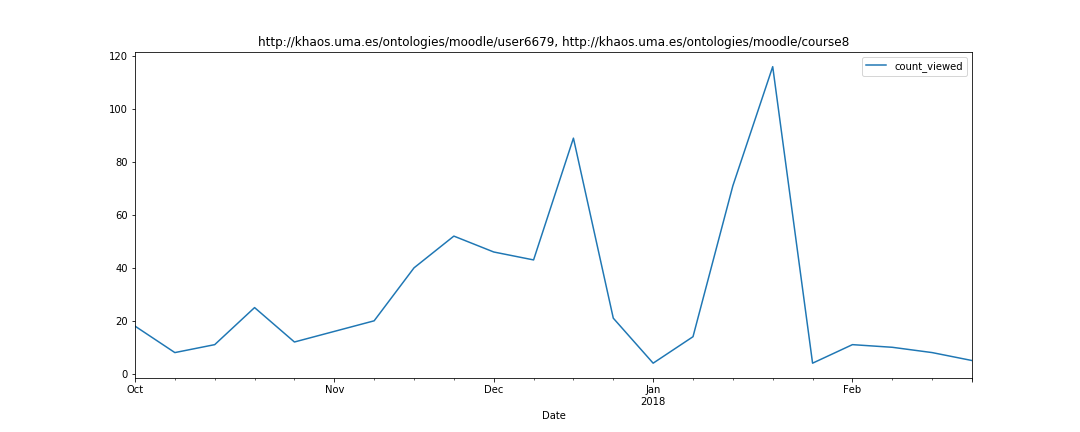 http://khaos.uma.es/ontologies/moodle/user6679, http://khaos.uma.es/ontologies/moodle/course8
count_viewed
120
100
80
60
40
20
0
Oct Nov Dec Jan Feb
2018
Date